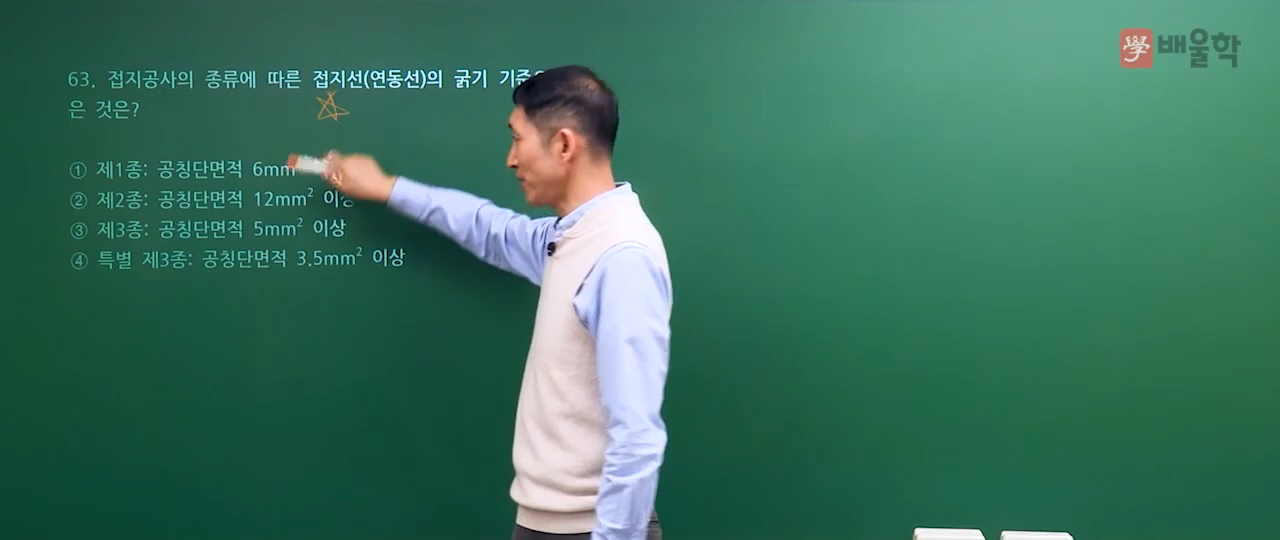 學 배울학
63. 접지공사의 종류에 따른 접지선(연동선)의 굵기 기준
은 것은?
① 제1종: 공칭단면적 6mm
② 제2종: 공칭단면적 12mm² 이상
③ 제3종: 공칭단면적 5mm² 이상
④ 특별 제3종: 공칭단면적 3.5mm² 이상